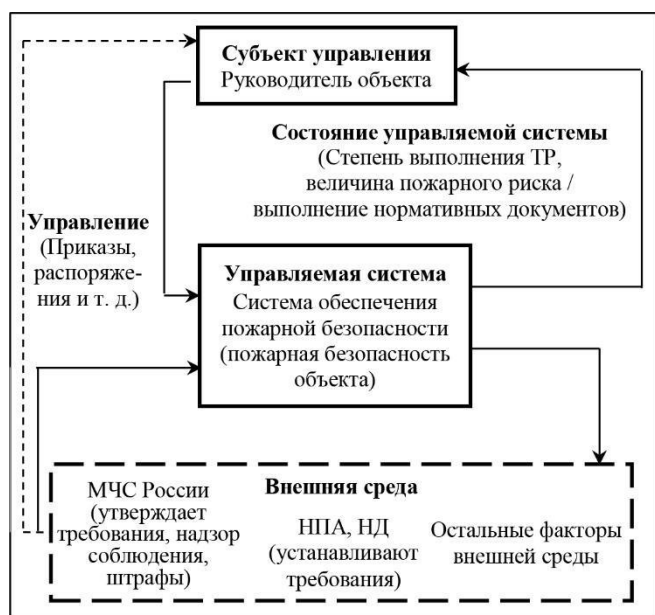 Субъект управления
Руководитель объекта
Состояние управляемой системы
(Степень выполнения ТР,
величина пожарного риска /
выполнение нормативных документов)
Управление
(Приказы,
распоряже-
ния и т. д.)
Управляемая система
Система обеспечения
пожарной безопасности
(пожарная безопасность
объекта)
Внешняя среда
МЧС России
(утверждает
требования, надзор
соблюдения,
штрафы)
НПА, НД
(устанавливают
требования)
Остальные факторы
внешней среды